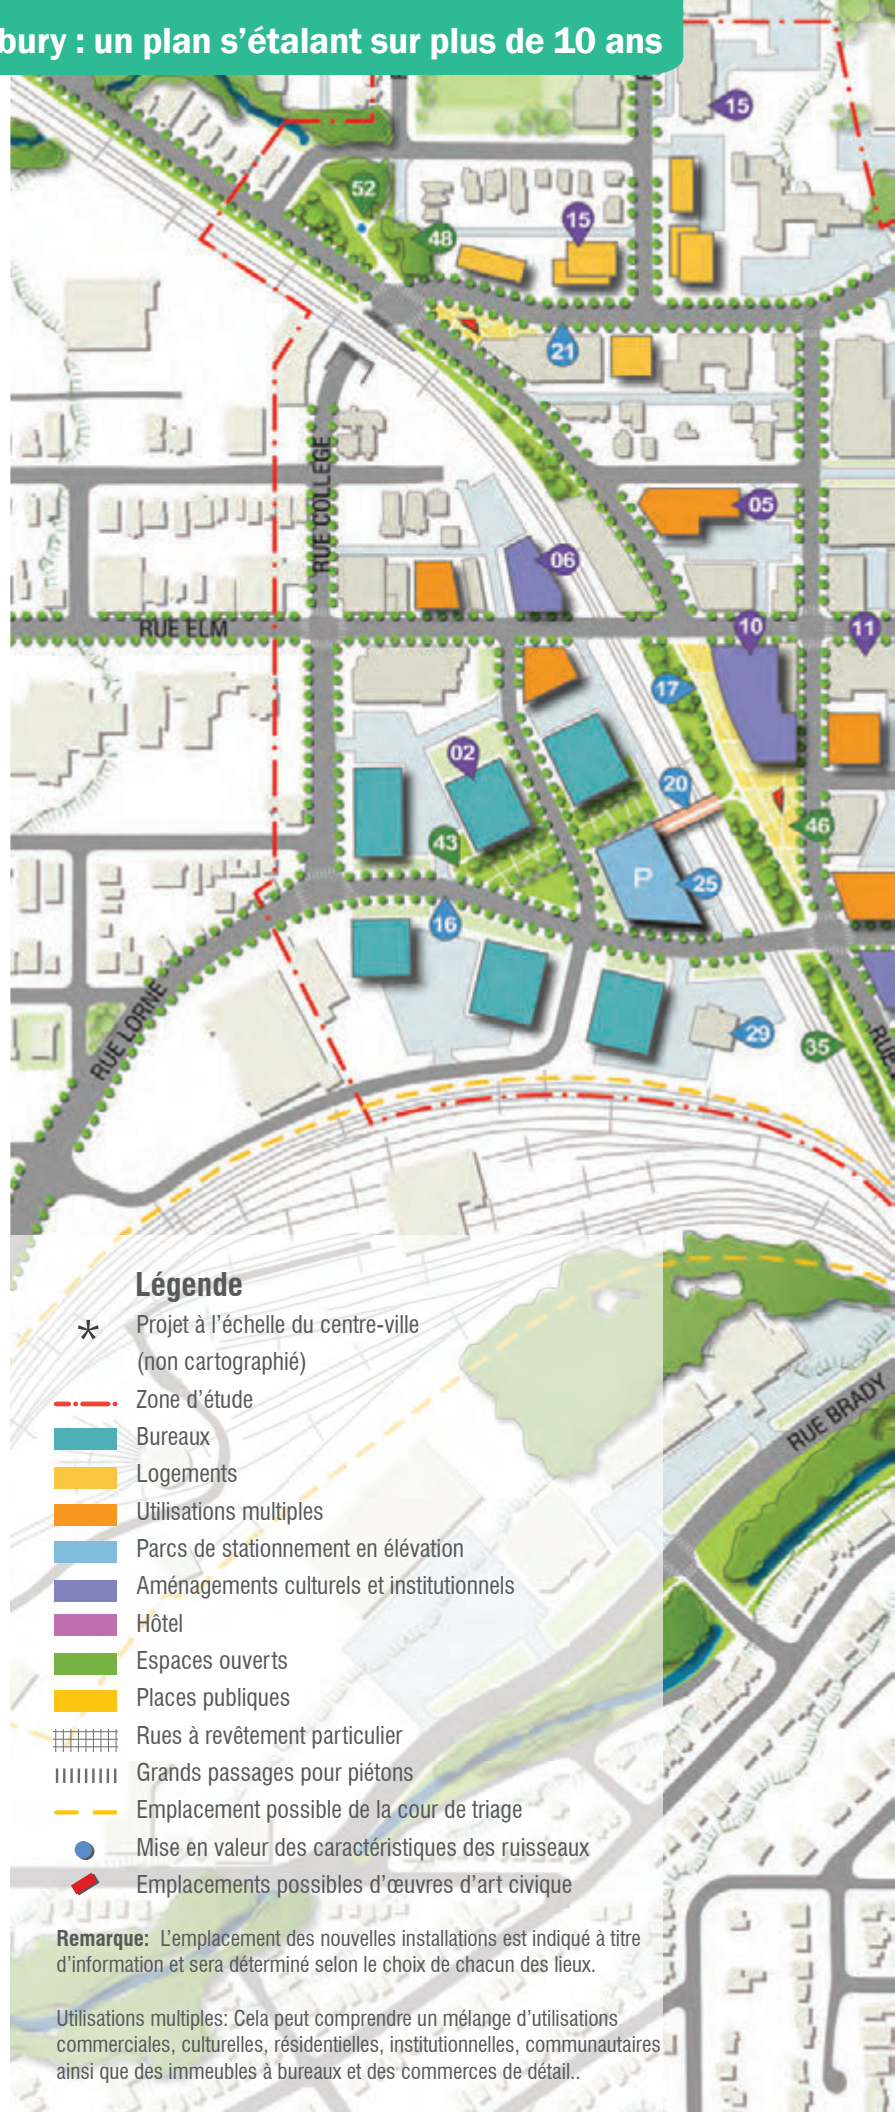 bury : un plan s’étalant sur plus de 10 ans
15
52
15
48
21
RUE COLLEGE
05
06
RUE ELM
10
11
17
02
20
43
46
P
25
16
29
35
RUE LORNE
RUE
RUE BRADY
Légende
* Projet à l’échelle du centre-ville
(non cartographié)
Zone d’étude
Bureaux
Logements
Utilisations multiples
Parcs de stationnement en élévation
Aménagements culturels et institutionnels
Hôtel
Espaces ouverts
Places publiques
Rues à revêtement particulier
Grands passages pour piétons
Emplacement possible de la cour de triage
Mise en valeur des caractéristiques des ruisseaux
Emplacements possibles d’œuvres d’art civique
Remarque: L’emplacement des nouvelles installations est indiqué à titre
d’information et sera déterminé selon le choix de chacun des lieux.
Utilisations multiples: Cela peut comprendre un mélange d’utilisations
commerciales, culturelles, résidentielles, institutionnelles, communautaires
ainsi que des immeubles à bureaux et des commerces de détail..